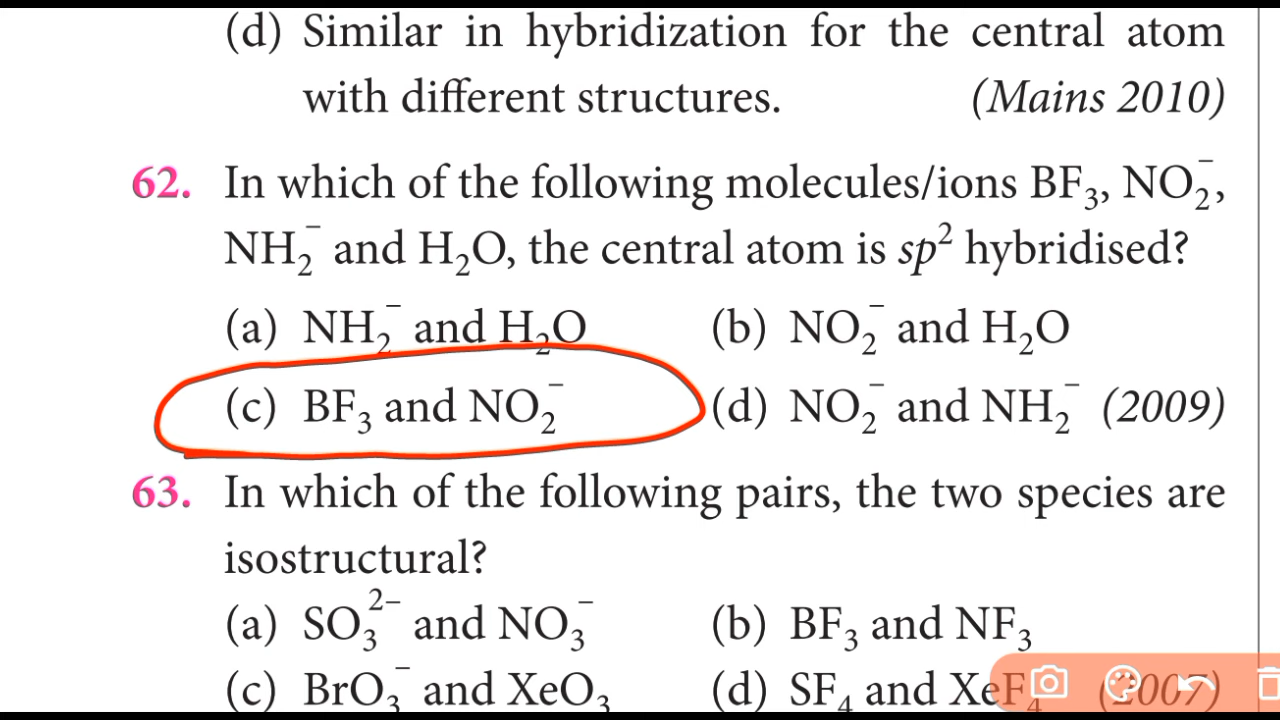 (d) Similar in hybridization for the central atom
with different structures. (Mains 2010)
62. In which of the following molecules/ions BF₃, NO₂⁻,
NH₂⁻ and H₂O, the central atom is sp² hybridised?
(a) NH₂⁻ and H₂O (b) NO₂⁻ and H₂O
(c) BF₃ and NO₂⁻ (d) NO₂⁻ and NH₂⁻ (2009)
63. In which of the following pairs, the two species are
isostructural?
(a) SO₃²⁻ and NO₃⁻ (b) BF₃ and NF₃
(c) BrO₃⁻ and XeO₃ (d) SF₄ and XeF₄ (2007)